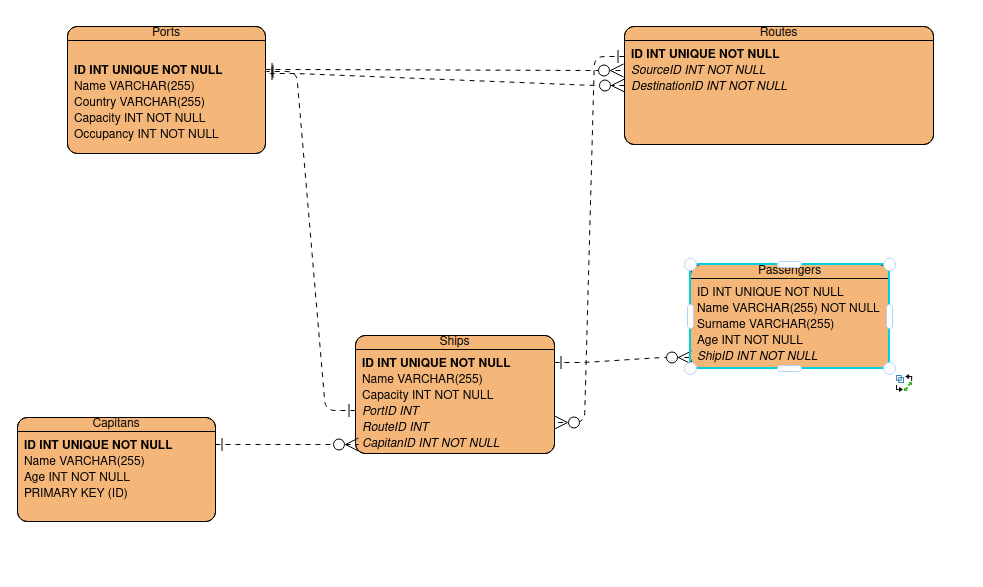 Ports
ID INT UNIQUE NOT NULL
Name VARCHAR(255)
Country VARCHAR(255)
Capacity INT NOT NULL
Occupancy INT NOT NULL
Routes
ID INT UNIQUE NOT NULL
SourceID INT NOT NULL
DestinationID INT NOT NULL
Passengers
ID INT UNIQUE NOT NULL
Name VARCHAR(255) NOT NULL
Surname VARCHAR(255)
Age INT NOT NULL
ShipID INT NOT NULL
Ships
ID INT UNIQUE NOT NULL
Name VARCHAR(255)
Capacity INT NOT NULL
PortID INT
RouteID INT
CapitanID INT NOT NULL
Capitans
ID INT UNIQUE NOT NULL
Name VARCHAR(255)
Age INT NOT NULL
PRIMARY KEY (ID)